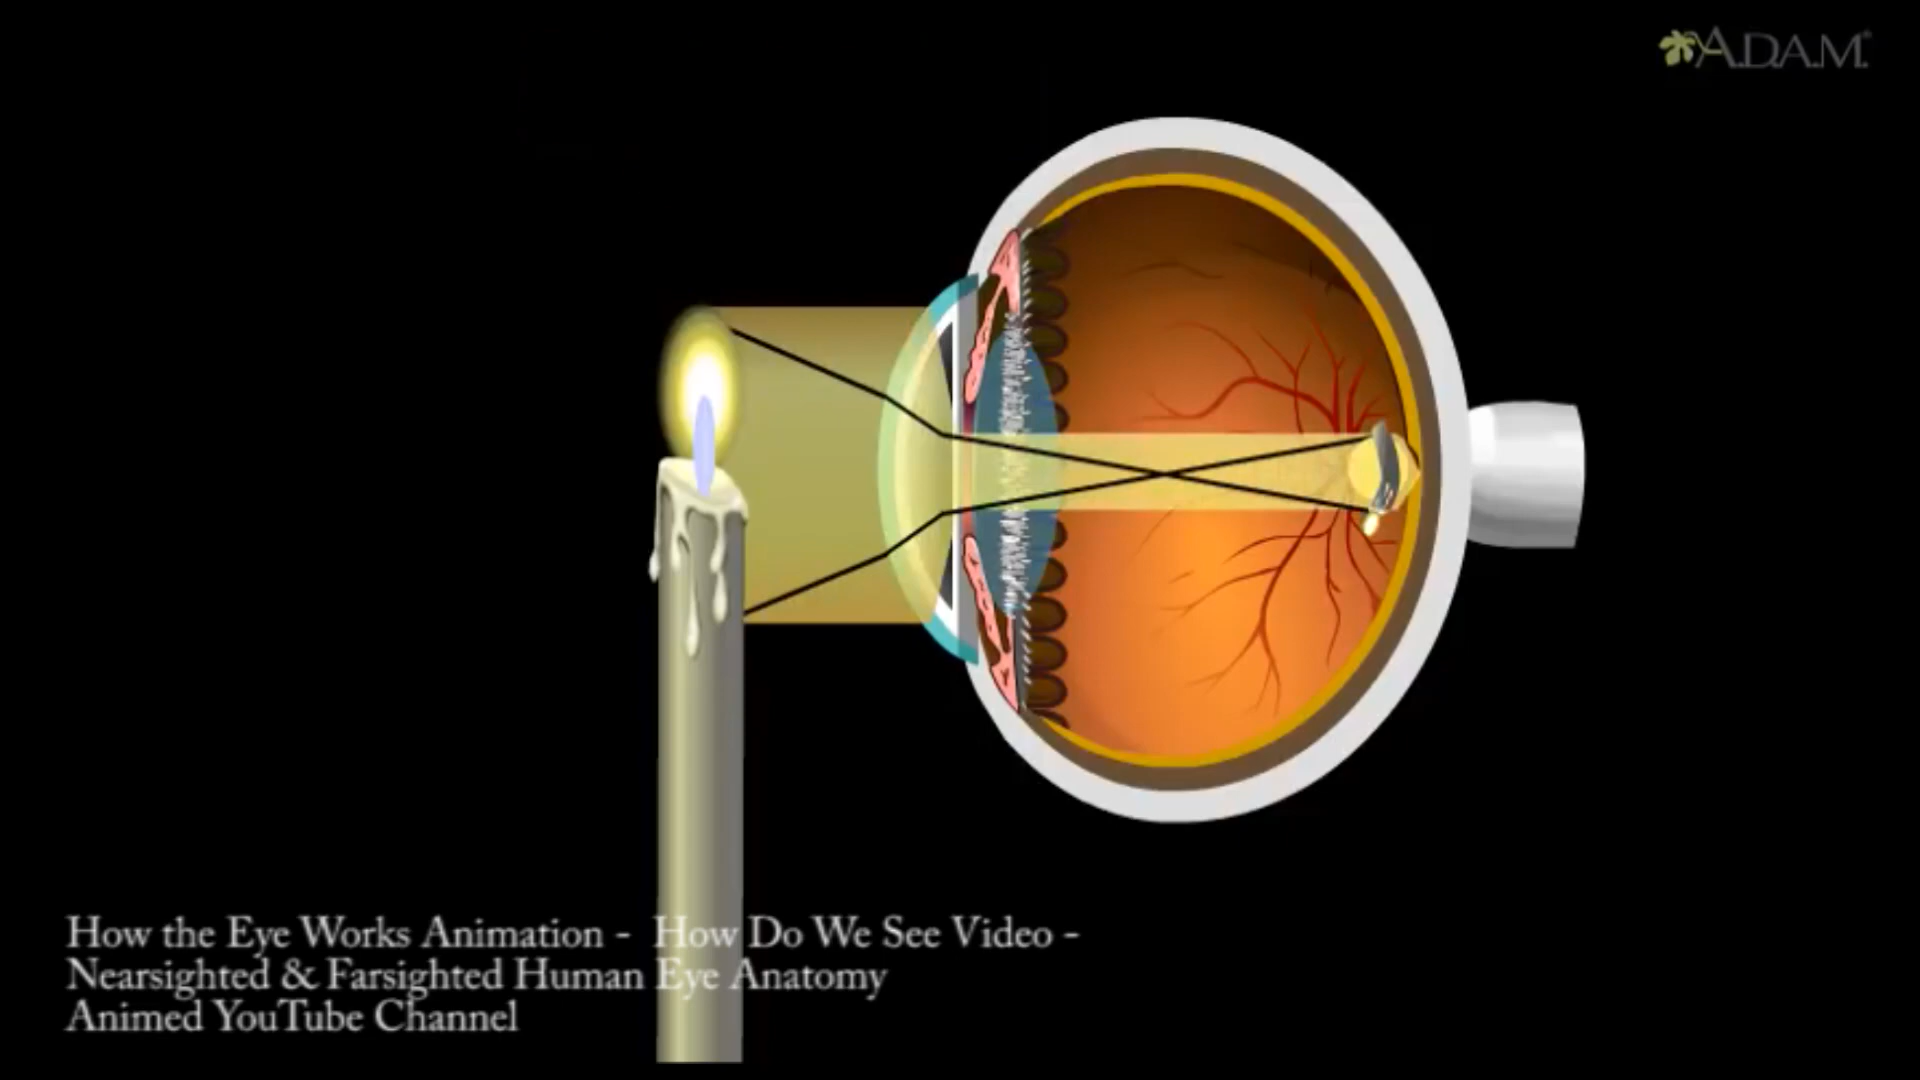 A.D.A.M.®
How the Eye Works Animation - How Do We See Video -
Nearsighted & Farsighted Human Eye Anatomy
Animed YouTube Channel